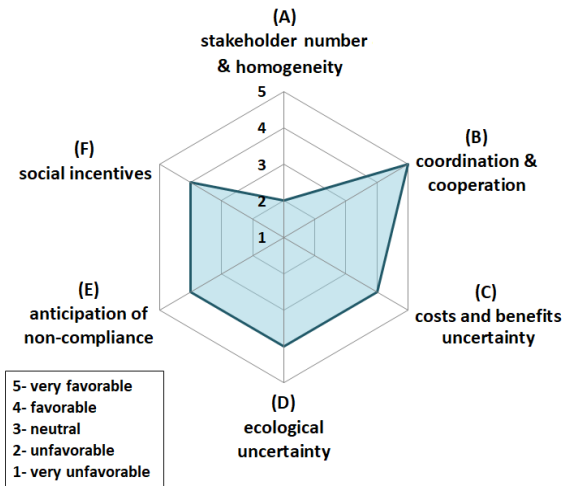 (A)
stakeholder number
& homogeneity
5
4
3
2
1
(B)
coordination &
cooperation
(C)
costs and benefits
uncertainty
(D)
ecological
uncertainty
(E)
anticipation of
non-compliance
(F)
social incentives
5- very favorable
4- favorable
3- neutral
2- unfavorable
1- very unfavorable